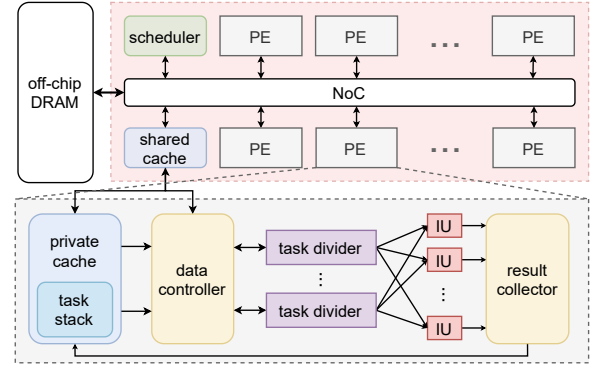 scheduler
PE
PE
...
PE
off-chip
DRAM
NoC
shared
cache
PE
PE
...
PE
private
cache
task
stack
data
controller
task divider
...
task divider
IU
IU
...
IU
result
collector